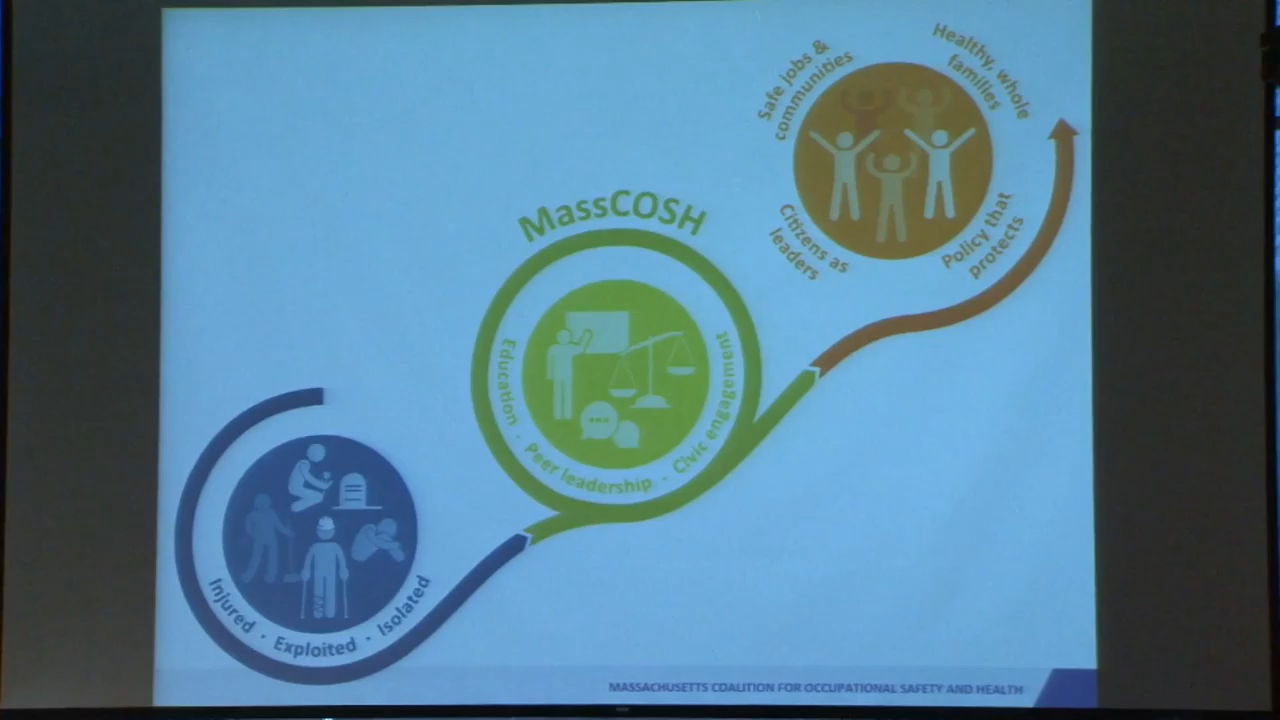 Safe jobs &
communities
Healthy, whole
families
Citizens as
leaders
Policy that
protects
MassCOSH
Education · Peer leadership · Civic engagement
Injured · Exploited · Isolated
MASSACHUSETTS COALITION FOR OCCUPATIONAL SAFETY AND HEALTH